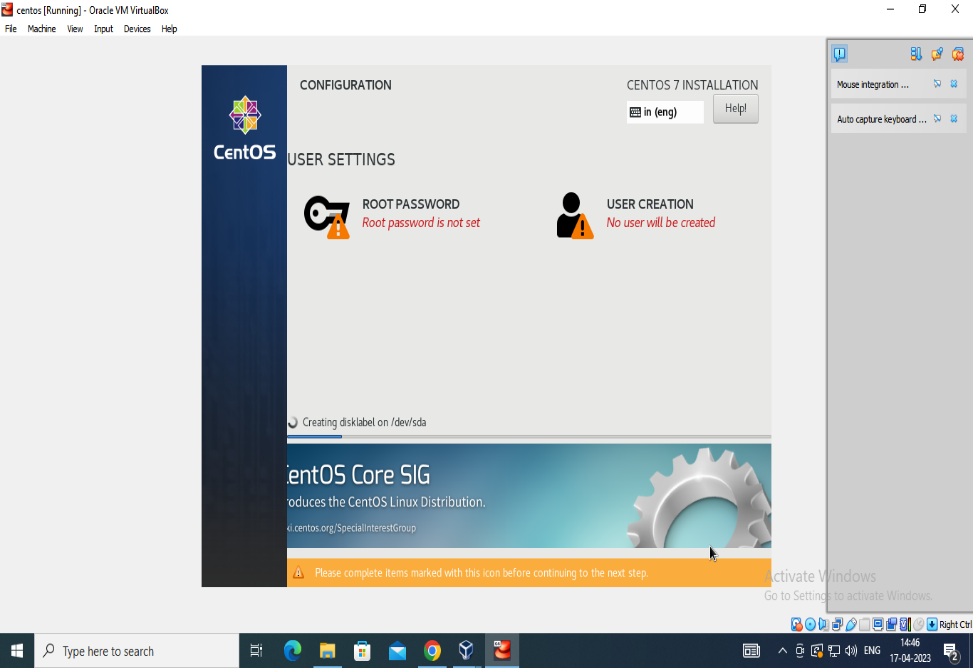 centos [Running] - Oracle VM VirtualBox
File Machine View Input Devices Help
Mouse integration ...
Auto capture keyboard ...
CentOS
CONFIGURATION
CENTOS 7 INSTALLATION
in (eng)
Help!
USER SETTINGS
ROOT PASSWORD
Root password is not set
USER CREATION
No user will be created
Creating disklabel on /dev/sda
CentOS Core SIG
roduces the CentOS Linux Distribution.
ki.centos.org/SpecialInterestGroup
Please complete items marked with this icon before continuing to the next step.
Activate Windows
Go to Settings to activate Windows.
Right Ctrl
Type here to search
ENG
14:46
17-04-2023
2